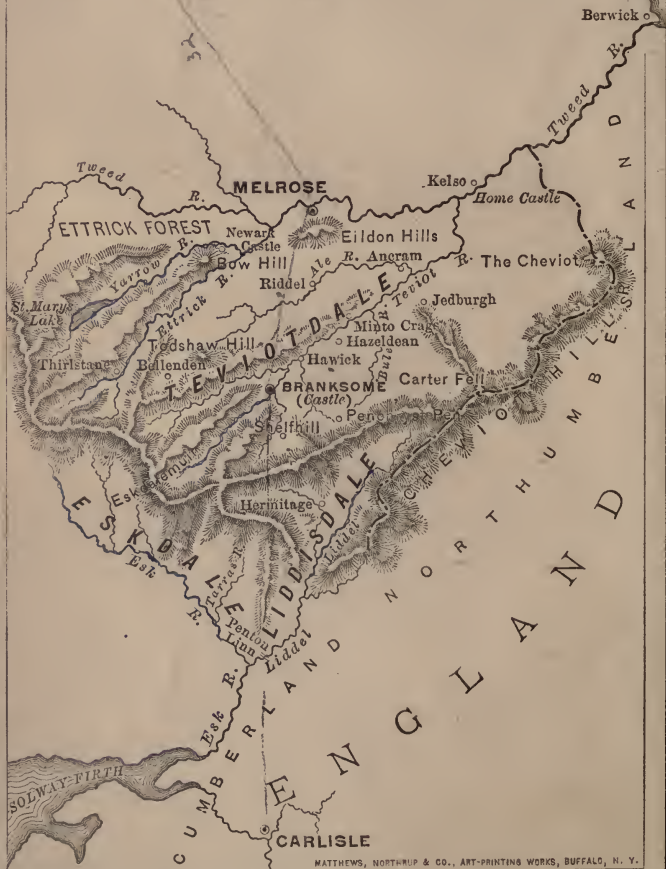 Berwick
32
Tweed R.
Tweed R.
MELROSE
Kelso
Home Castle
ETTRICK FOREST
Newark
Castle
Eildon Hills
Yarrow R.
Bow Hill
Ale R.
Ancram
Teviot R.
The Cheviot
Riddel
Ettrick R.
St. Mary's
Lake
Jedburgh
TEVIOTDALE
Minto Crag
Hazeldean
Todshaw Hill
Thirlstane
Bellenden
Hawick
BRANKSOME
(Castle)
Carter Fell
CHEVIOT HILLS
Shelfhill
Hermitage
ESKDALE
LIDDISDALE
Liddel
Esk R.
Tarras R.
Penton
Linn
Liddel
Esk R.
NORTHUMBERLAND
CUMBERLAND
ENGLAND
SOLWAY FIRTH
CARLISLE
MATTHEWS, NORTHRUP & CO., ART-PRINTING WORKS, BUFFALO, N. Y.